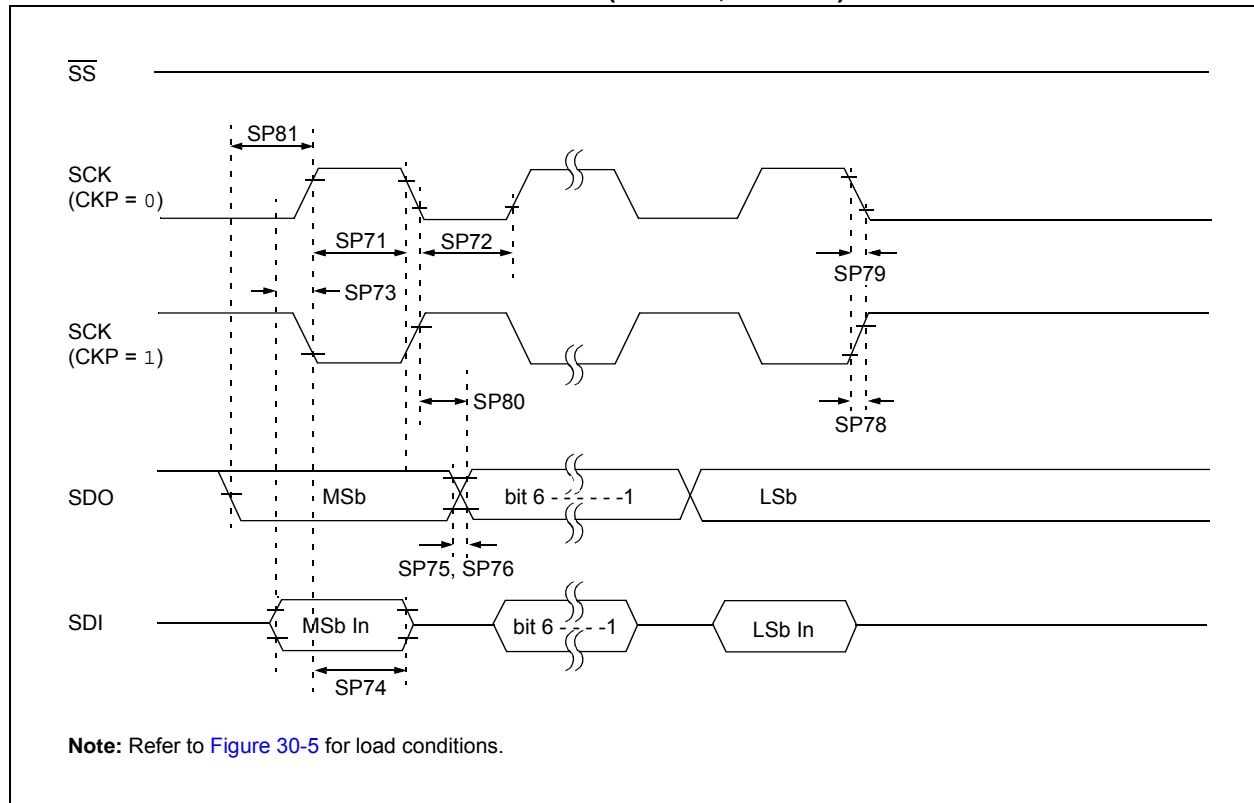 SS
SP81
SCK
(CKP = 0)
SP71
SP72
SP79
SP73
SCK
(CKP = 1)
SP80
SP78
SDO
MSb
bit 6 - - - - - - -1
LSb
SP75, SP76
SDI
MSb In
bit 6 - - - - -1
LSb In
SP74
Note: Refer to Figure 30-5 for load conditions.